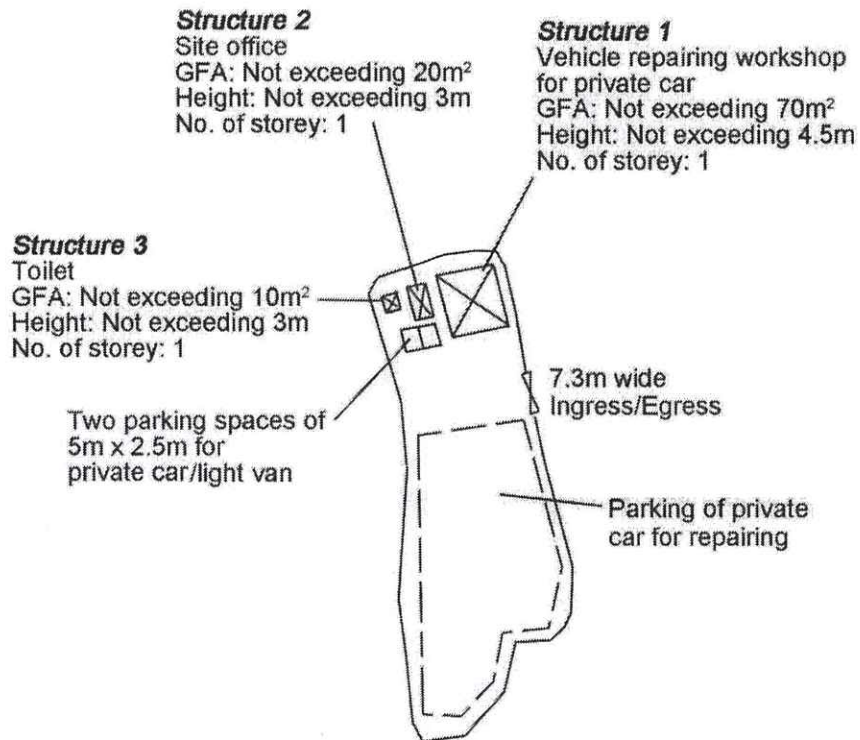 Structure 2
Site office
GFA: Not exceeding 20m²
Height: Not exceeding 3m
No. of storey: 1
Structure 1
Vehicle repairing workshop
for private car
GFA: Not exceeding 70m²
Height: Not exceeding 4.5m
No. of storey: 1
Structure 3
Toilet
GFA: Not exceeding 10m²
Height: Not exceeding 3m
No. of storey: 1
7.3m wide
Ingress/Egress
Two parking spaces of
5m x 2.5m for
private car/light van
Parking of private
car for repairing